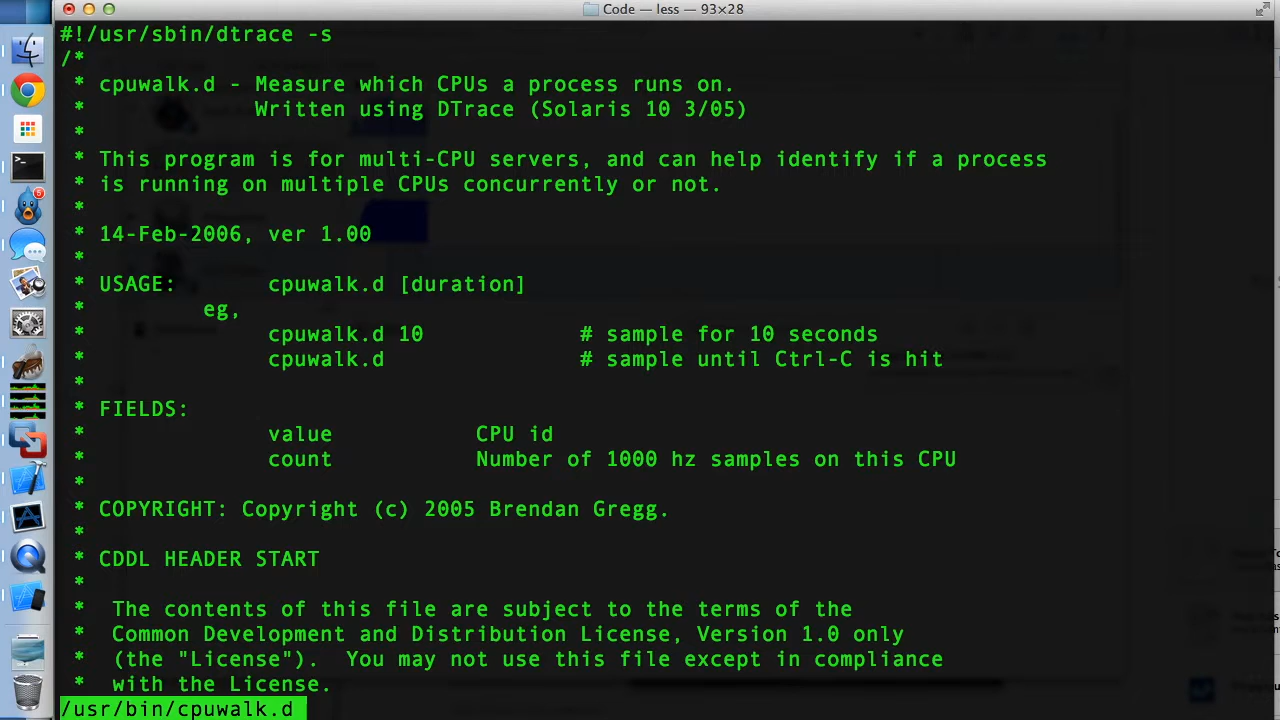 Code — less — 93×28
#!/usr/sbin/dtrace -s
/*
 * cpuwalk.d - Measure which CPUs a process runs on.
 *             Written using DTrace (Solaris 10 3/05)
 *
 * This program is for multi-CPU servers, and can help identify if a process
 * is running on multiple CPUs concurrently or not.
 *
 * 14-Feb-2006, ver 1.00
 *
 * USAGE:       cpuwalk.d [duration]
 *         eg,
 *              cpuwalk.d 10            # sample for 10 seconds
 *              cpuwalk.d               # sample until Ctrl-C is hit
 *
 * FIELDS:
 *              value           CPU id
 *              count           Number of 1000 hz samples on this CPU
 *
 * COPYRIGHT: Copyright (c) 2005 Brendan Gregg.
 *
 * CDDL HEADER START
 *
 *  The contents of this file are subject to the terms of the
 *  Common Development and Distribution License, Version 1.0 only
 *  (the "License").  You may not use this file except in compliance
 *  with the License.
/usr/bin/cpuwalk.d
5